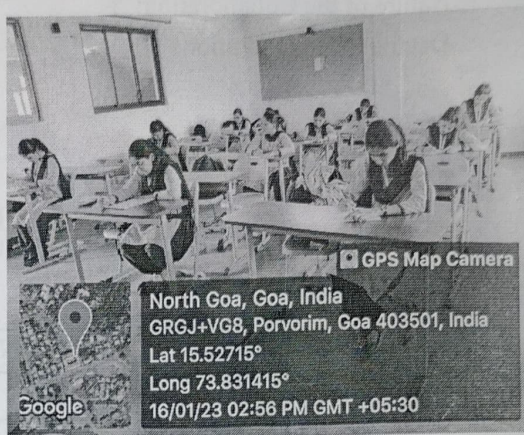 GPS Map Camera
North Goa, Goa, India
GRGJ+VG8, Porvorim, Goa 403501, India
Lat 15.52715°
Long 73.831415°
16/01/23 02:56 PM GMT +05:30
Google